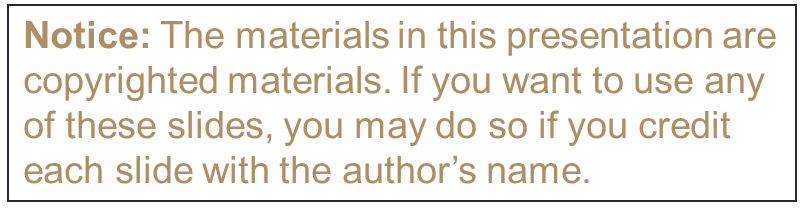 Notice: The materials in this presentation are
copyrighted materials. If you want to use any
of these slides, you may do so if you credit
each slide with the author’s name.